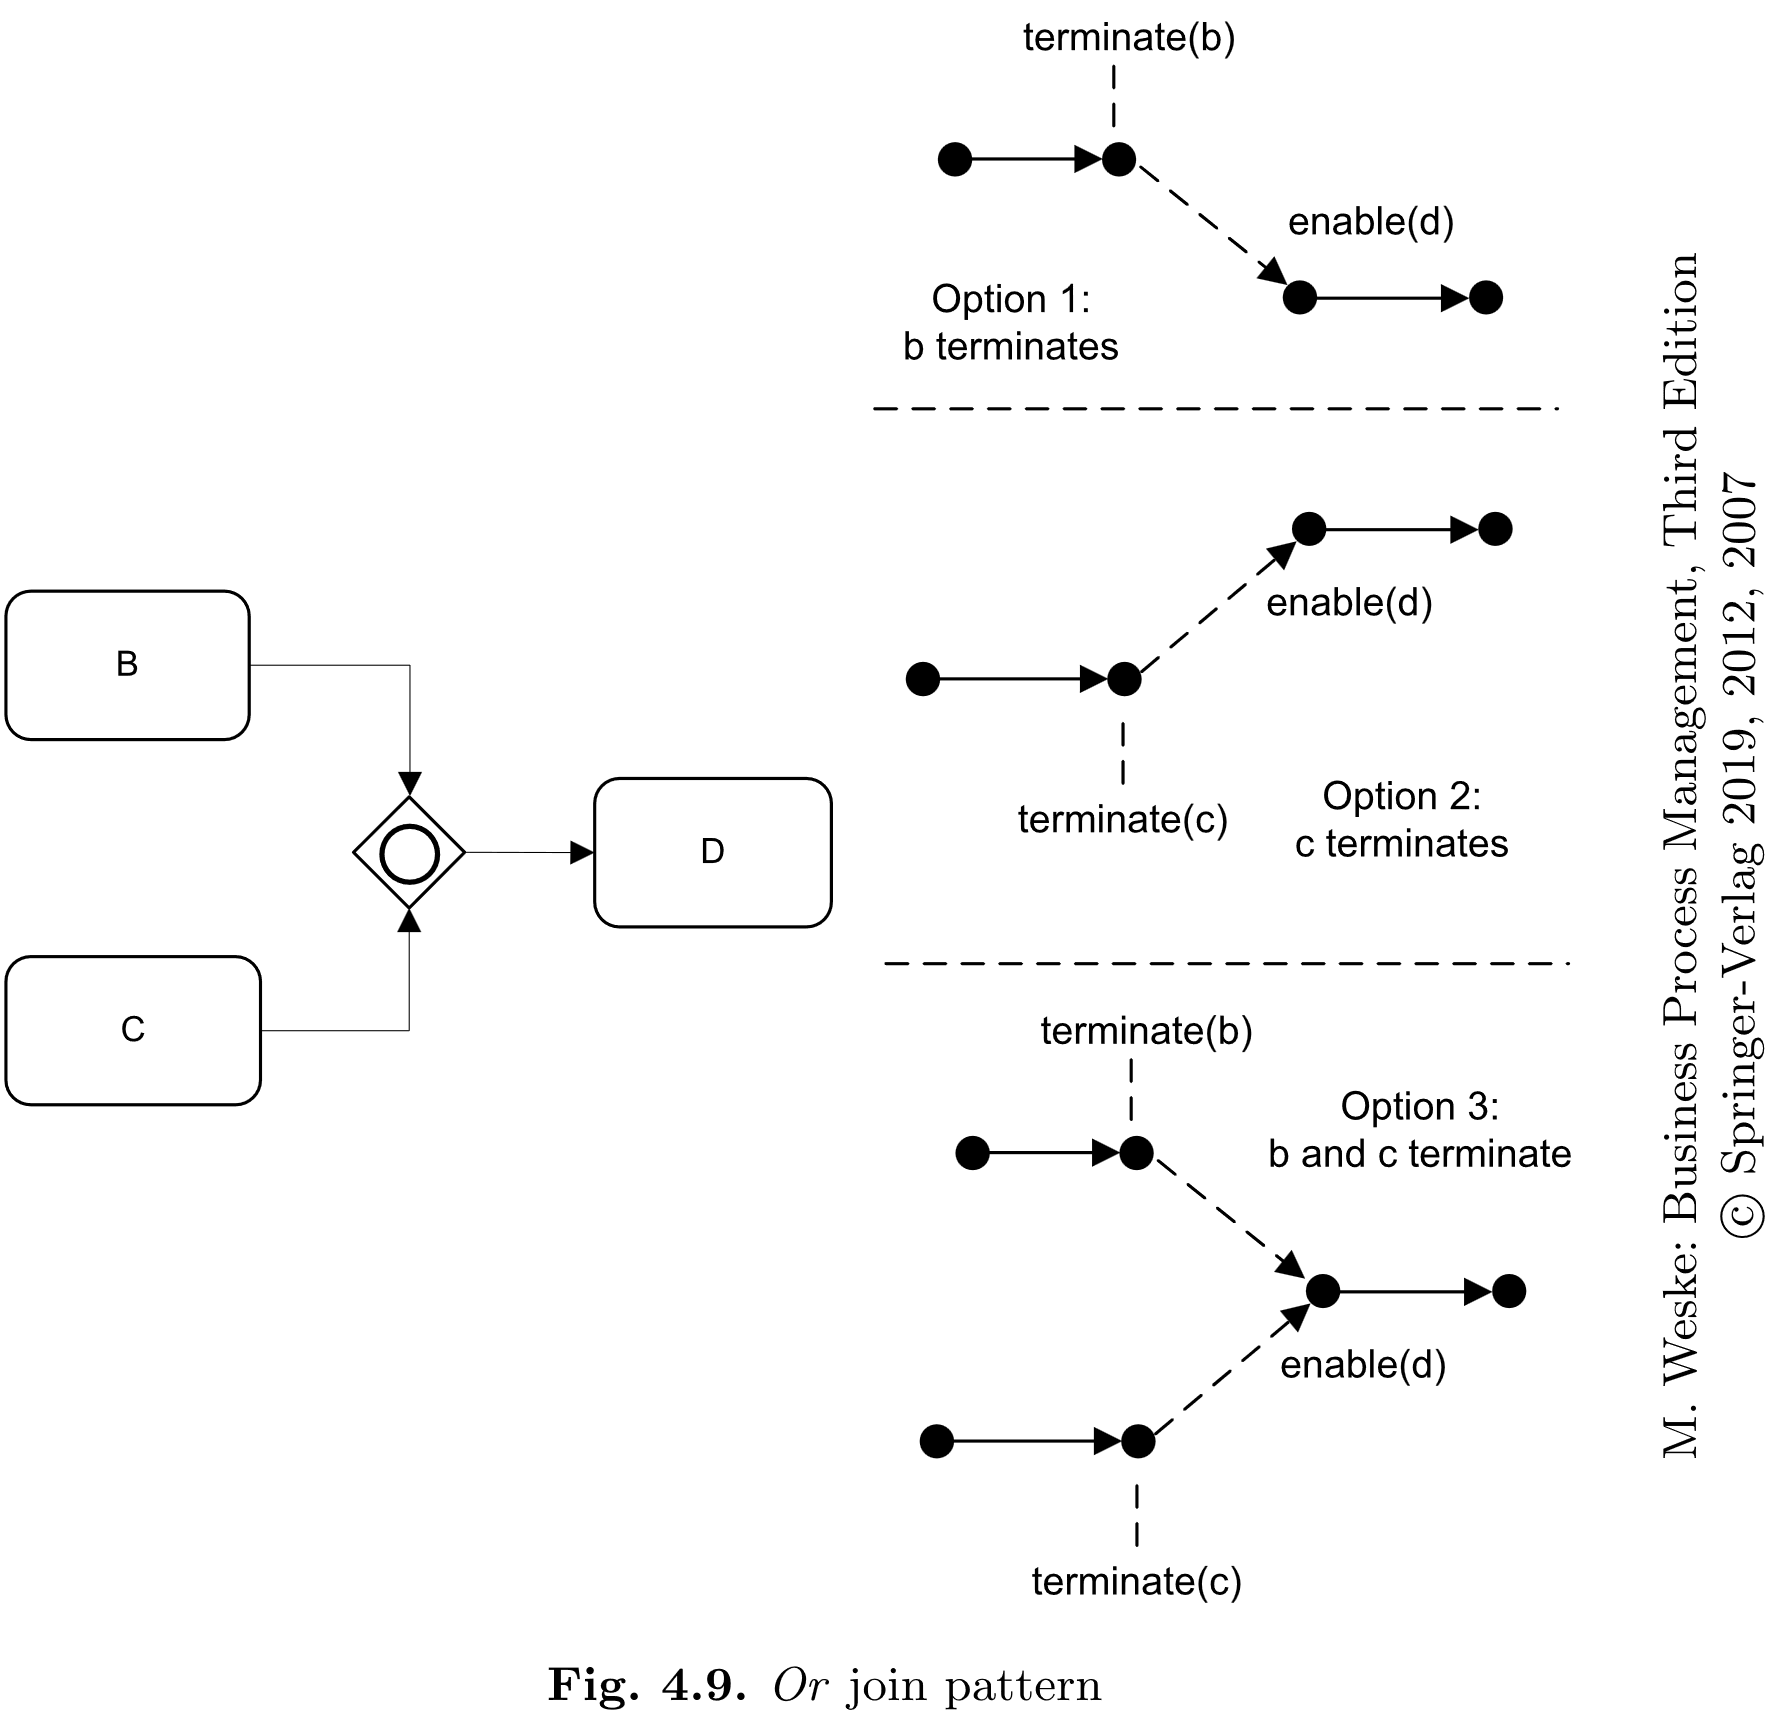 terminate(b)
enable(d)
Option 1:
b terminates
B
C
D
enable(d)
terminate(c)
Option 2:
c terminates
terminate(b)
Option 3:
b and c terminate
enable(d)
terminate(c)
Fig. 4.9. Or join pattern
M. Weske: Business Process Management, Third Edition
© Springer-Verlag 2019, 2012, 2007